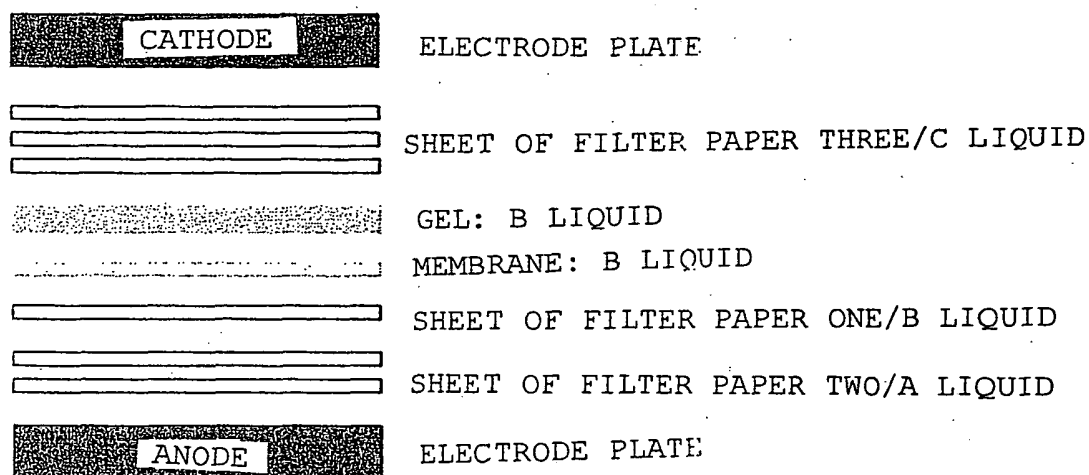 CATHODE ELECTRODE PLATE
SHEET OF FILTER PAPER THREE/C LIQUID
GEL: B LIQUID
MEMBRANE: B LIQUID
SHEET OF FILTER PAPER ONE/B LIQUID
SHEET OF FILTER PAPER TWO/A LIQUID
ANODE ELECTRODE PLATE